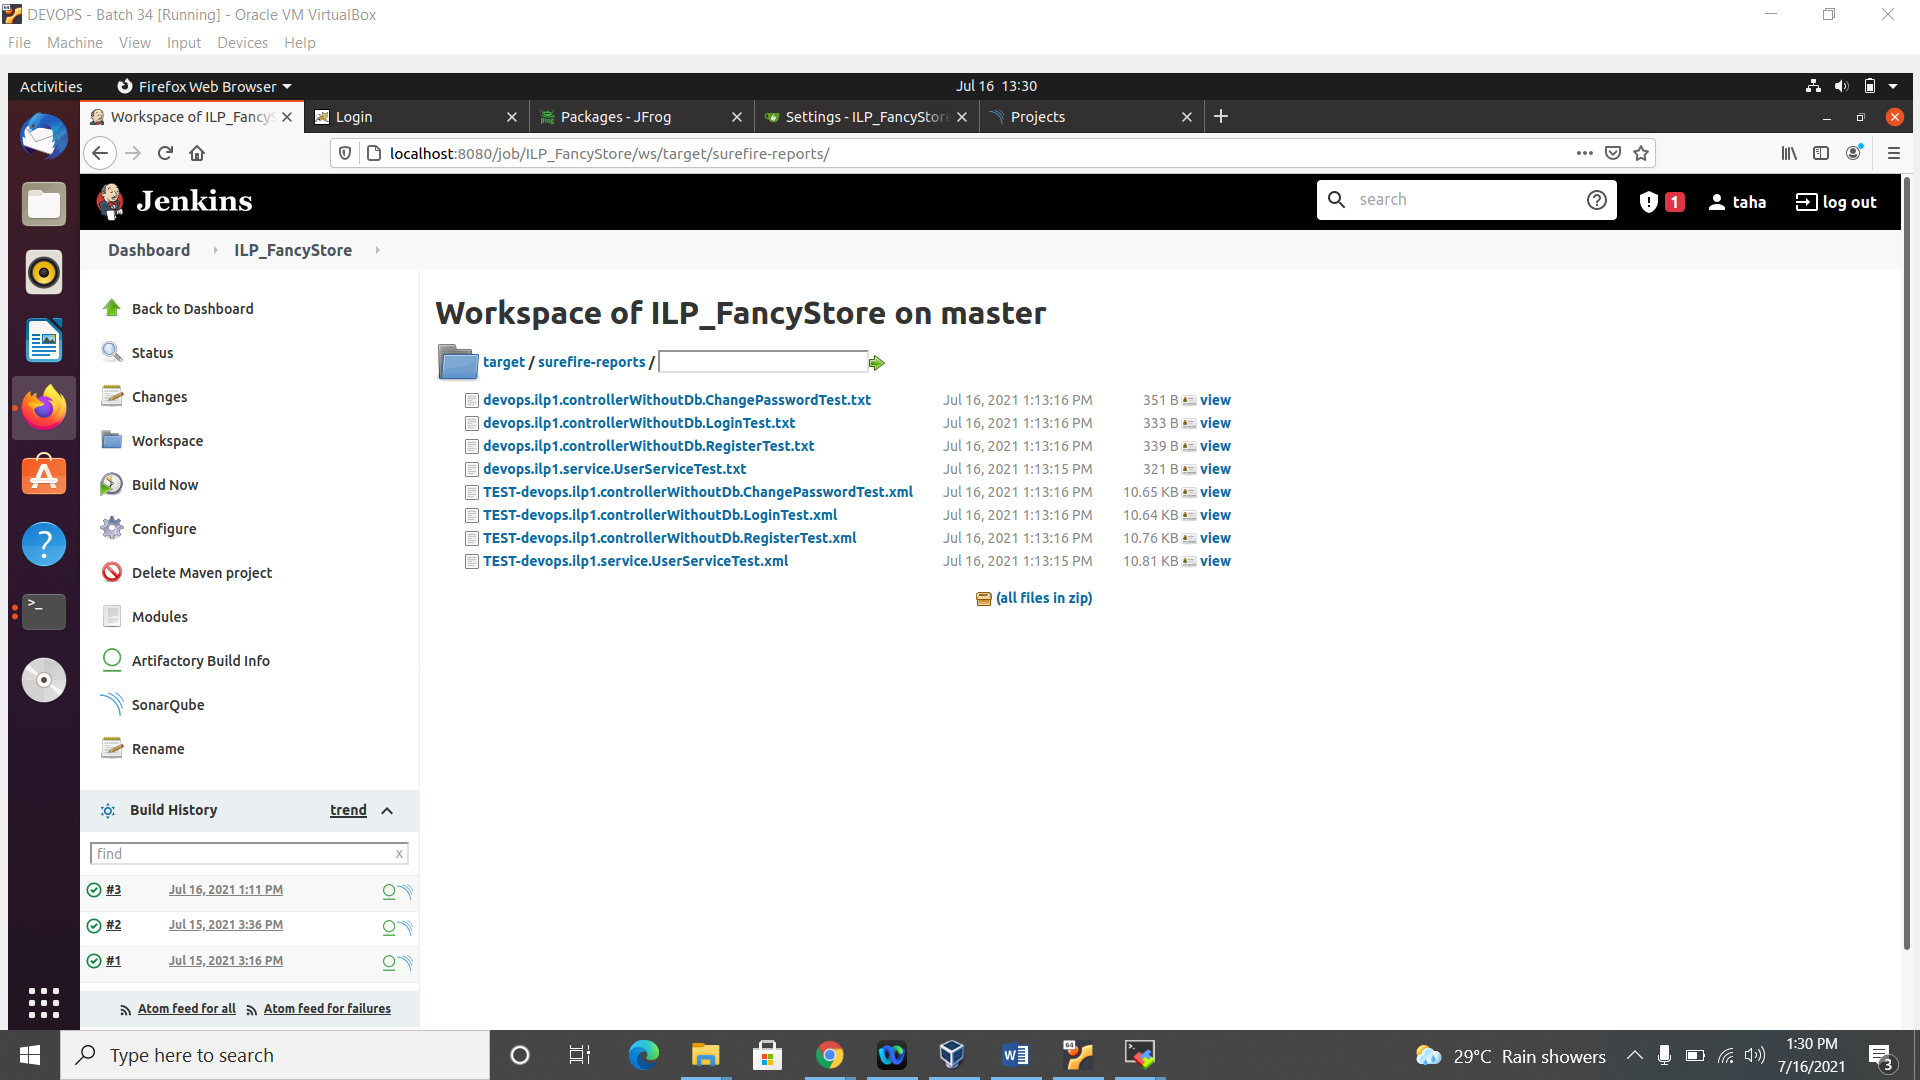 DEVOPS - Batch 34 [Running] - Oracle VM VirtualBox
File Machine View Input Devices Help
Activities Firefox Web Browser Jul 16 13:30
Workspace of ILP_FancyS Login Packages - JFrog Settings - ILP_FancyStore Projects
localhost:8080/job/ILP_FancyStore/ws/target/surefire-reports/
Jenkins search 1 taha log out
Dashboard ILP_FancyStore
Back to Dashboard
Status
Changes
Workspace
Build Now
Configure
Delete Maven project
Modules
Artifactory Build Info
SonarQube
Rename
Build History trend
find x
#3 Jul 16, 2021 1:11 PM
#2 Jul 15, 2021 3:36 PM
#1 Jul 15, 2021 3:16 PM
Atom feed for all Atom feed for failures
Workspace of ILP_FancyStore on master
target / surefire-reports /
devops.ilp1.controllerWithoutDb.ChangePasswordTest.txt Jul 16, 2021 1:13:16 PM 351 B view
devops.ilp1.controllerWithoutDb.LoginTest.txt Jul 16, 2021 1:13:16 PM 333 B view
devops.ilp1.controllerWithoutDb.RegisterTest.txt Jul 16, 2021 1:13:16 PM 339 B view
devops.ilp1.service.UserServiceTest.txt Jul 16, 2021 1:13:15 PM 321 B view
TEST-devops.ilp1.controllerWithoutDb.ChangePasswordTest.xml Jul 16, 2021 1:13:16 PM 10.65 KB view
TEST-devops.ilp1.controllerWithoutDb.LoginTest.xml Jul 16, 2021 1:13:16 PM 10.64 KB view
TEST-devops.ilp1.controllerWithoutDb.RegisterTest.xml Jul 16, 2021 1:13:16 PM 10.76 KB view
TEST-devops.ilp1.service.UserServiceTest.xml Jul 16, 2021 1:13:15 PM 10.81 KB view
(all files in zip)
Type here to search
29°C Rain showers
1:30 PM
7/16/2021
3